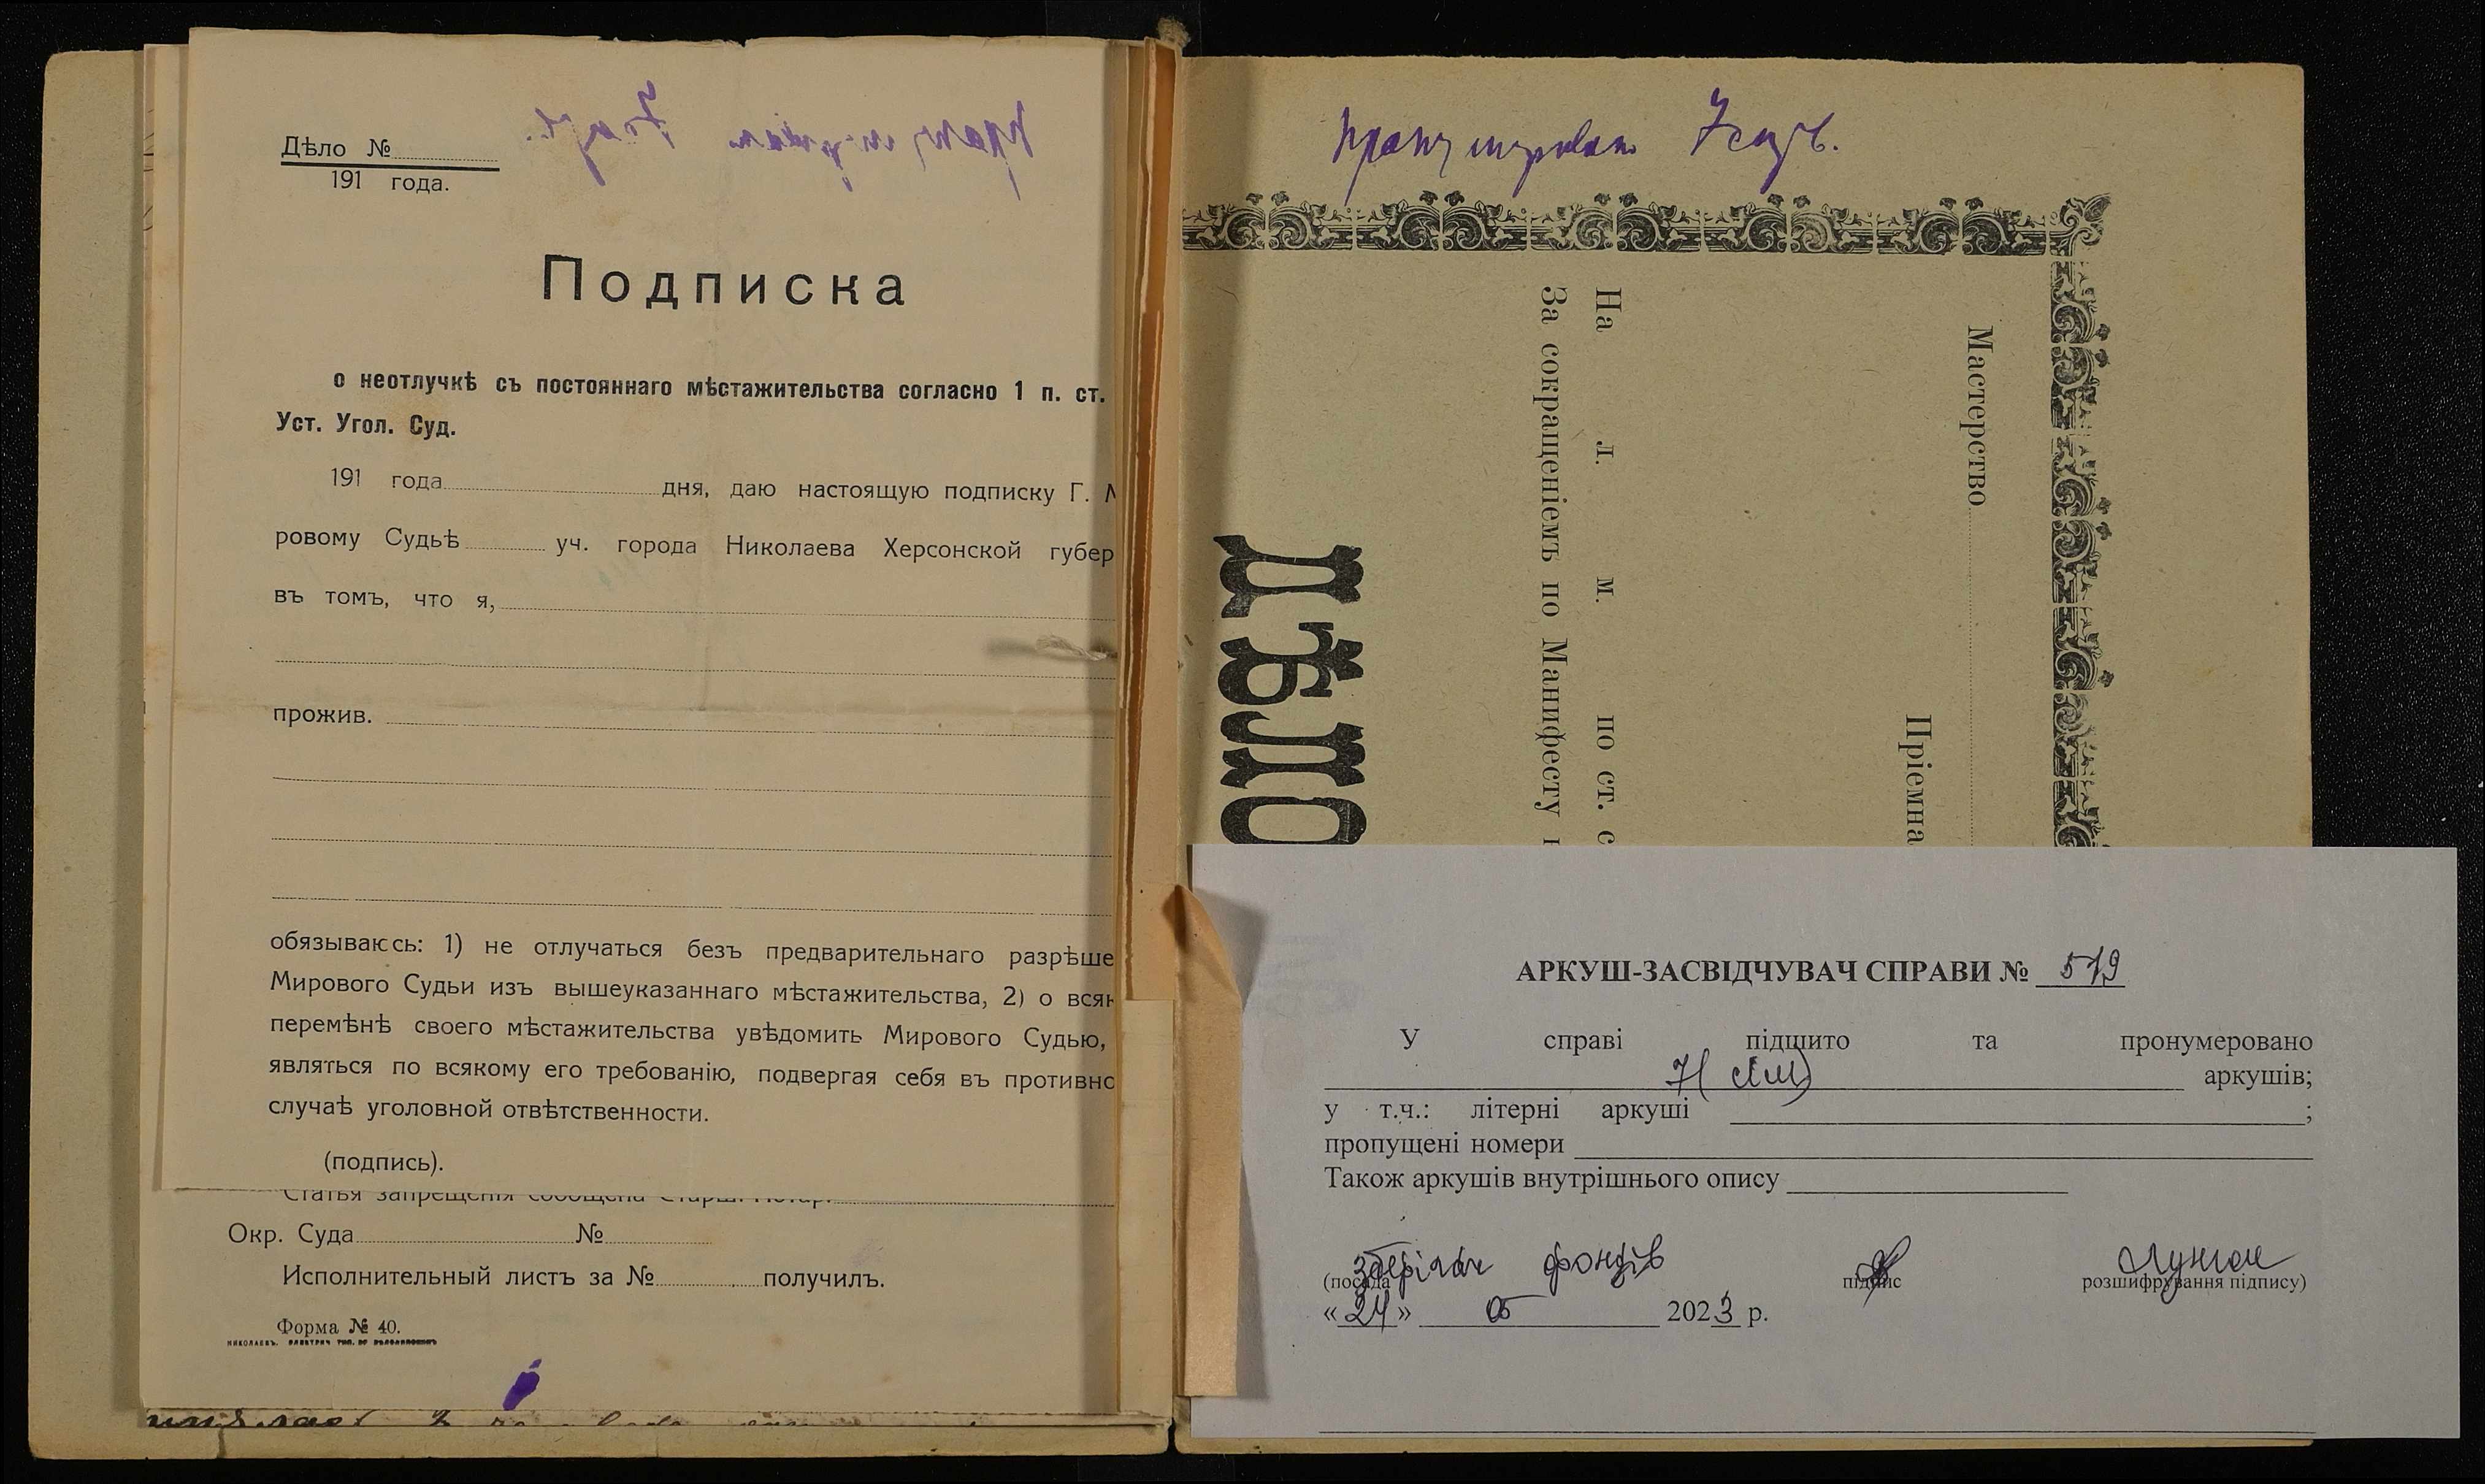 Дѣло №
191 года.
Подписка
о неотлучкѣ съ постояннаго мѣстажительства согласно 1 п. ст.
Уст. Угол. Суд.
191 года дня, даю настоящую подписку Г.
ровому Судьѣ уч. города Николаева Херсонской губер
въ томъ, что я,
прожив.
обязываюсь: 1) не отлучаться безъ предварительнаго разрѣше
Мирового Судьи изъ вышеуказаннаго мѣстажительства, 2) о всяк
перемѣнѣ своего мѣстажительства увѣдомить Мирового Судью,
являться по всякому его требованію, подвергая себя въ противно
случаѣ уголовной отвѣтственности.
(подпись).
Статья запрещенія сообщена Старш. Нотар.
Окр. Суда №
Исполнительный листъ за № получилъ.
Форма № 40.
Мастерство
Пріемна
На л. м. по ст. с
За сокращеніемъ по Манифесту
ДѢЛО
АРКУШ-ЗАСВІДЧУВАЧ СПРАВИ № 579
У справі підшито та пронумеровано
7( сім) аркушів;
у т.ч.: літерні аркуші ;
пропущені номери
Також аркушів внутрішнього опису
зберігач фондів
(посада підпис розшифрування підпису)
«24» 05 2023 р.